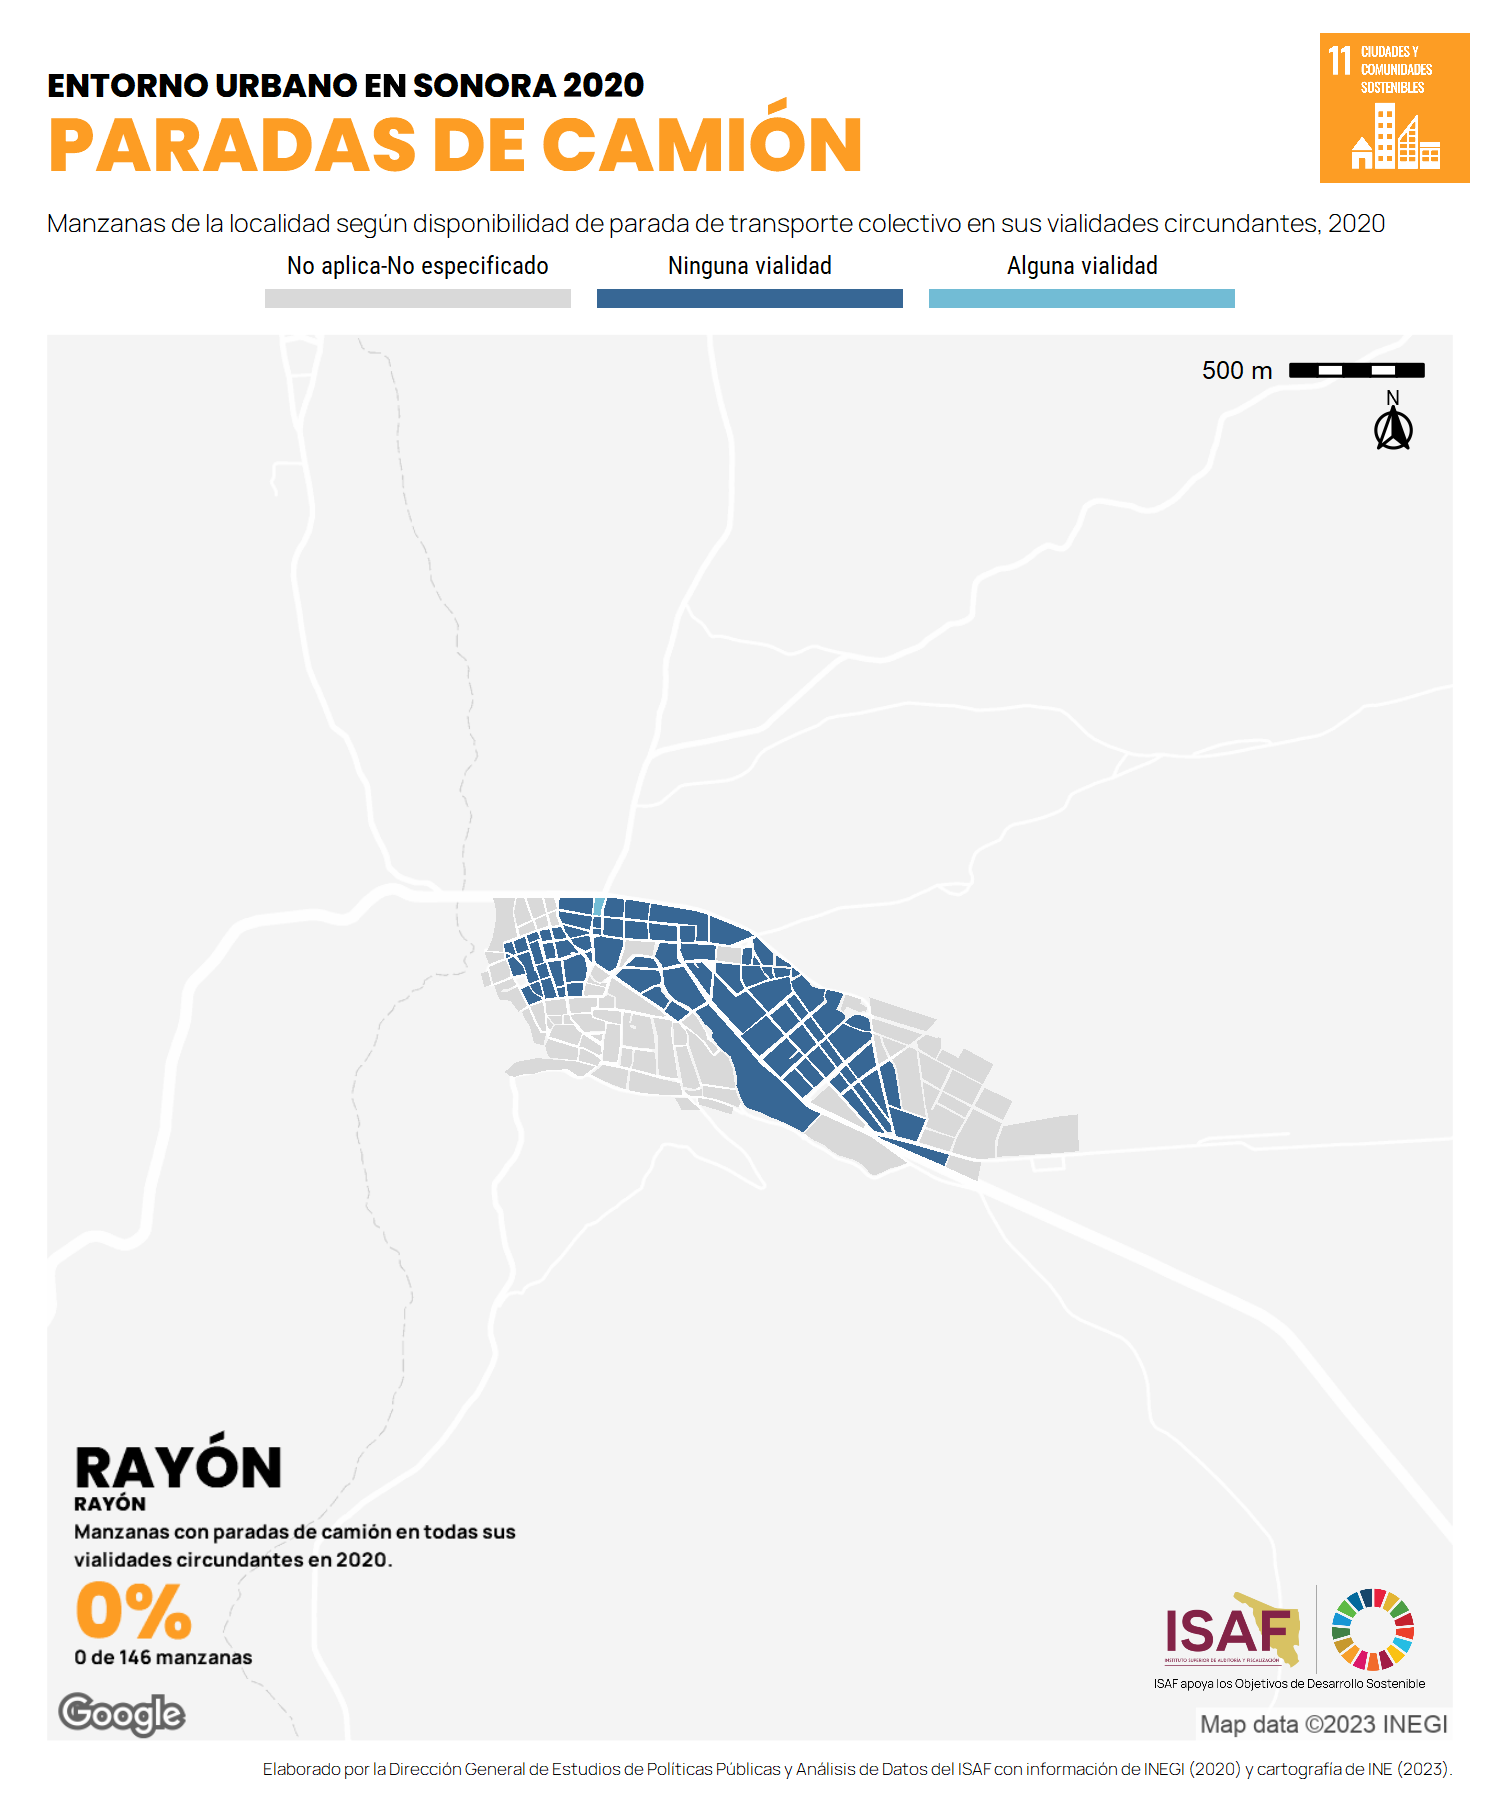 ENTORNO URBANO EN SONORA 2020
PARADAS DE CAMIÓN
11 CIUDADES Y
COMUNIDADES
SOSTENIBLES
Manzanas de la localidad según disponibilidad de parada de transporte colectivo en sus vialidades circundantes, 2020
No aplica-No especificado
Ninguna vialidad
Alguna vialidad
500 m
N
RAYÓN
RAYÓN
Manzanas con paradas de camión en todas sus
vialidades circundantes en 2020.
0%
0 de 146 manzanas
ISAF
INSTITUTO SUPERIOR DE AUDITORÍA Y FISCALIZACIÓN
ISAF apoya los Objetivos de Desarrollo Sostenible
Google
Map data ©2023 INEGI
Elaborado por la Dirección General de Estudios de Políticas Públicas y Análisis de Datos del ISAF con información de INEGI (2020) y cartografía de INE (2023).